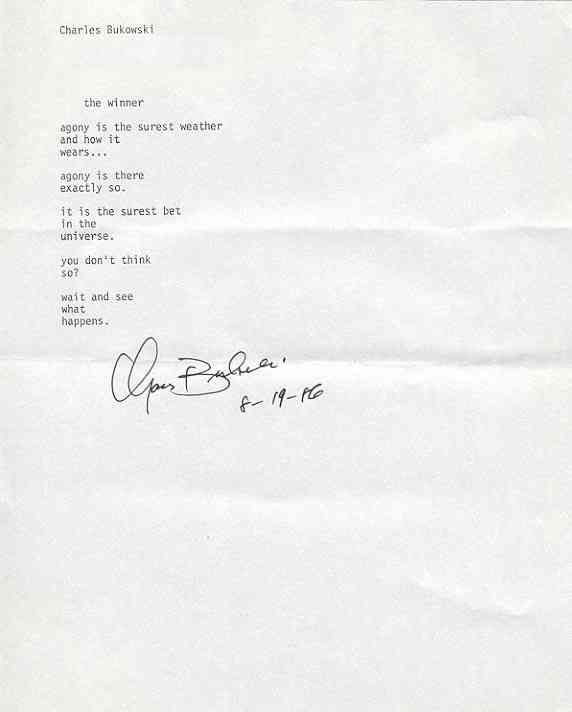 Charles Bukowski
the winner
agony is the surest weather
and how it
wears...
agony is there
exactly so.
it is the surest bet
in the
universe.
you don't think
so?
wait and see
what
happens.
Charles Bukowski
8-19-86